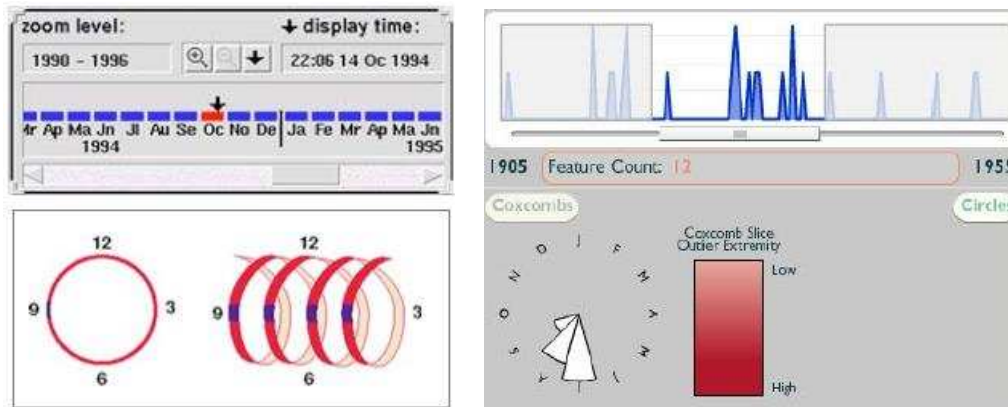 zoom level:
display time:
1990 - 1996
22:06 14 Oc 1994
Ap Ma Jn Jl Au Se Oc No De Ja Fe Mr Ap Ma Jn
1994
1995
12
9
3
6
12
9
3
6
1905
Feature Count: 12
Coxcombs
Circles
Coxcomb Slice
Outlier Extremity
Low
High
J
F
M
A
M
J
J
A
S
O
N
D